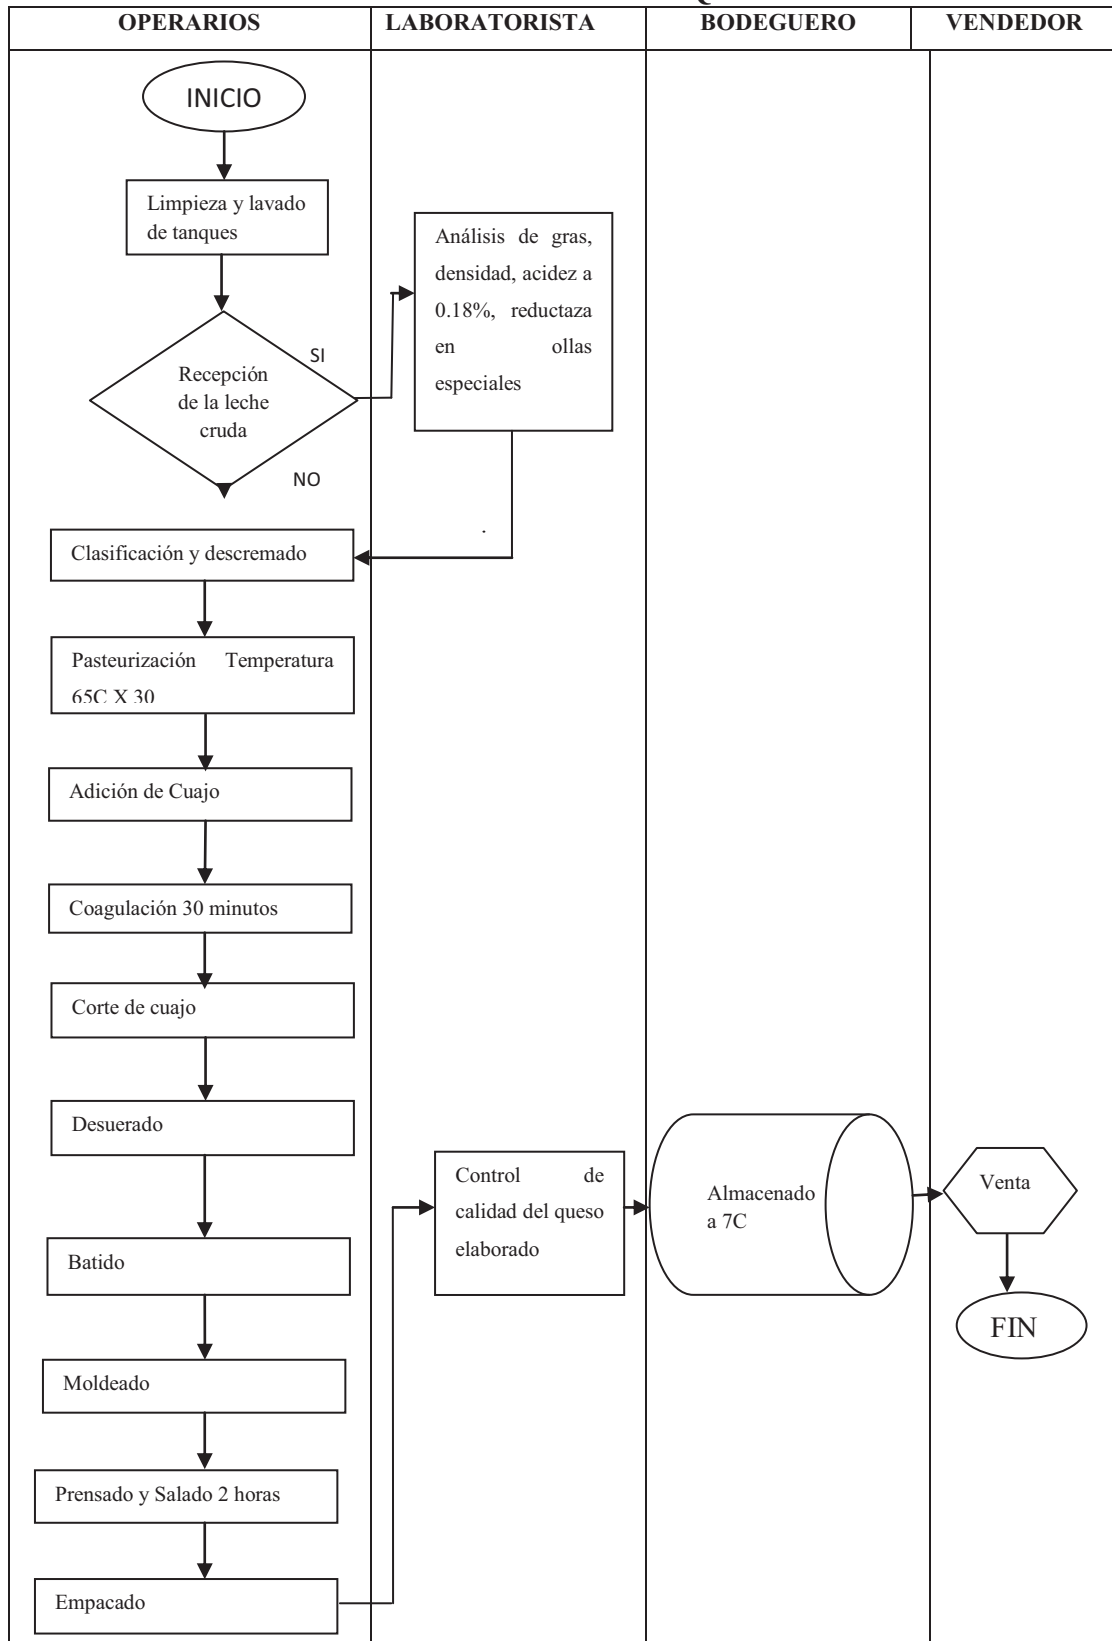 OPERARIOS
LABORATORISTA
BODEGUERO
VENDEDOR
INICIO
Limpieza y lavado
de tanques
Recepción
de la leche
cruda
SI
NO
Análisis de gras,
densidad, acidez a
0.18%, reductaza
en ollas
especiales
.
Clasificación y descremado
Pasteurización Temperatura
65C X 30
Adición de Cuajo
Coagulación 30 minutos
Corte de cuajo
Desuerado
Batido
Moldeado
Prensado y Salado 2 horas
Empacado
Control de
calidad del queso
elaborado
Almacenado
a 7C
Venta
FIN